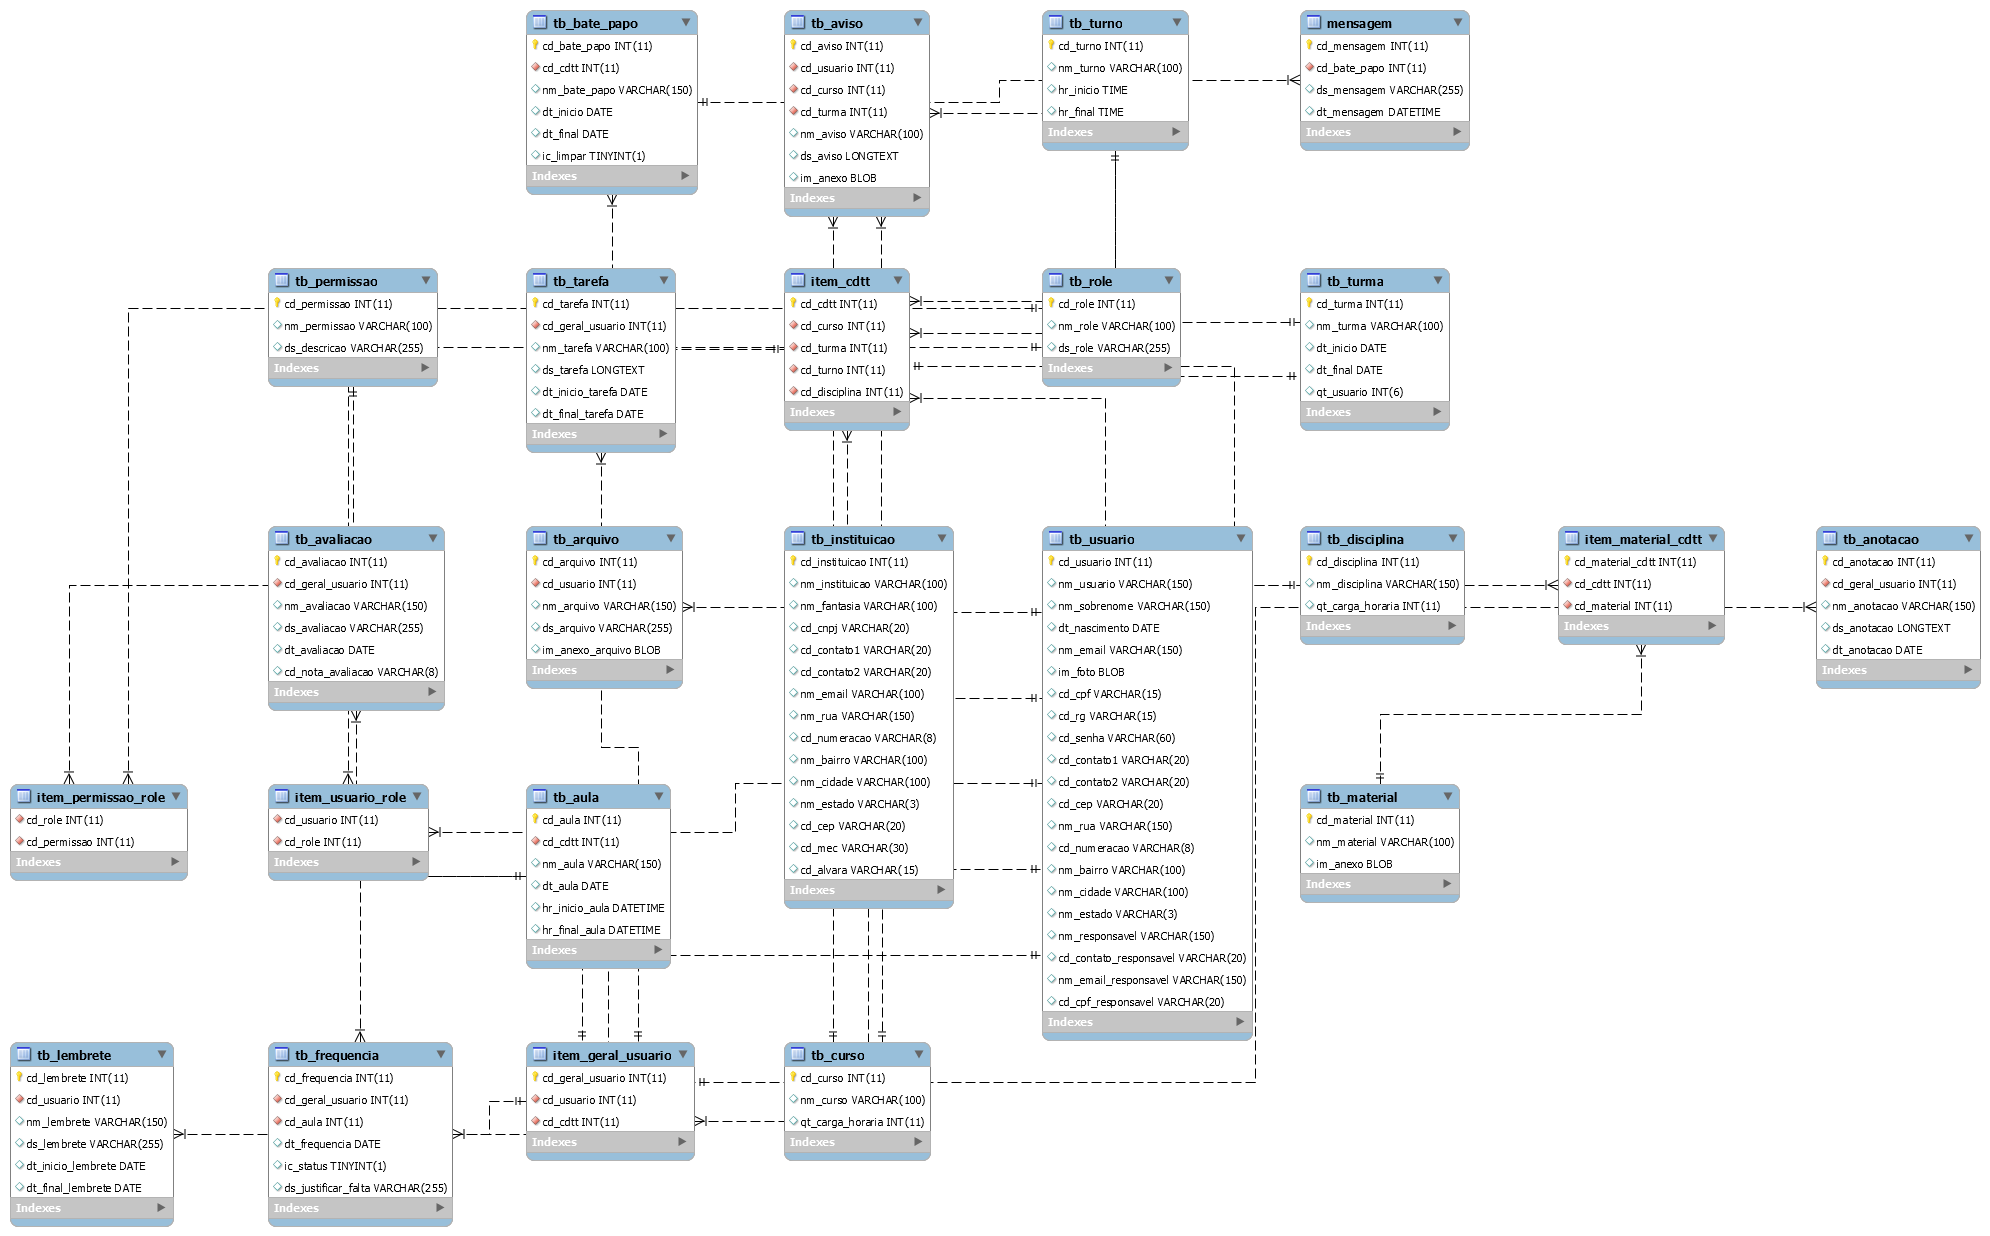 tb_bate_papo
cd_bate_papo INT(11)
cd_cdtt INT(11)
nm_bate_papo VARCHAR(150)
dt_inicio DATE
dt_final DATE
ic_limpar TINYINT(1)
Indexes
tb_aviso
cd_aviso INT(11)
cd_usuario INT(11)
cd_curso INT(11)
cd_turma INT(11)
nm_aviso VARCHAR(100)
ds_aviso LONGTEXT
im_anexo BLOB
Indexes
tb_turno
cd_turno INT(11)
nm_turno VARCHAR(100)
hr_inicio TIME
hr_final TIME
Indexes
mensagem
cd_mensagem INT(11)
cd_bate_papo INT(11)
ds_mensagem VARCHAR(255)
dt_mensagem DATETIME
Indexes
tb_permissao
cd_permissao INT(11)
nm_permissao VARCHAR(100)
ds_descricao VARCHAR(255)
Indexes
tb_tarefa
cd_tarefa INT(11)
cd_geral_usuario INT(11)
nm_tarefa VARCHAR(100)
ds_tarefa LONGTEXT
dt_inicio_tarefa DATE
dt_final_tarefa DATE
Indexes
item_cdtt
cd_cdtt INT(11)
cd_curso INT(11)
cd_turma INT(11)
cd_turno INT(11)
cd_disciplina INT(11)
Indexes
tb_role
cd_role INT(11)
nm_role VARCHAR(100)
ds_role VARCHAR(255)
Indexes
tb_turma
cd_turma INT(11)
nm_turma VARCHAR(100)
dt_inicio DATE
dt_final DATE
qt_usuario INT(6)
Indexes
tb_avaliacao
cd_avaliacao INT(11)
cd_geral_usuario INT(11)
nm_avaliacao VARCHAR(150)
ds_avaliacao VARCHAR(255)
dt_avaliacao DATE
cd_nota_avaliacao VARCHAR(8)
Indexes
tb_arquivo
cd_arquivo INT(11)
cd_usuario INT(11)
nm_arquivo VARCHAR(150)
ds_arquivo VARCHAR(255)
im_anexo_arquivo BLOB
Indexes
tb_instituicao
cd_instituicao INT(11)
nm_instituicao VARCHAR(100)
nm_fantasia VARCHAR(100)
cd_cnpj VARCHAR(20)
cd_contato1 VARCHAR(20)
cd_contato2 VARCHAR(20)
nm_email VARCHAR(100)
nm_rua VARCHAR(150)
cd_numeracao VARCHAR(8)
nm_bairro VARCHAR(100)
nm_cidade VARCHAR(100)
nm_estado VARCHAR(3)
cd_cep VARCHAR(20)
cd_mec VARCHAR(30)
cd_alvara VARCHAR(15)
Indexes
tb_usuario
cd_usuario INT(11)
nm_usuario VARCHAR(150)
nm_sobrenome VARCHAR(150)
dt_nascimento DATE
nm_email VARCHAR(150)
im_foto BLOB
cd_cpf VARCHAR(15)
cd_rg VARCHAR(15)
cd_senha VARCHAR(60)
cd_contato1 VARCHAR(20)
cd_contato2 VARCHAR(20)
cd_cep VARCHAR(20)
nm_rua VARCHAR(150)
cd_numeracao VARCHAR(8)
nm_bairro VARCHAR(100)
nm_cidade VARCHAR(100)
nm_estado VARCHAR(3)
nm_responsavel VARCHAR(150)
cd_contato_responsavel VARCHAR(20)
nm_email_responsavel VARCHAR(150)
cd_cpf_responsavel VARCHAR(20)
Indexes
tb_disciplina
cd_disciplina INT(11)
nm_disciplina VARCHAR(150)
qt_carga_horaria INT(11)
Indexes
item_material_cdtt
cd_material_cdtt INT(11)
cd_cdtt INT(11)
cd_material INT(11)
Indexes
tb_anotacao
cd_anotacao INT(11)
cd_geral_usuario INT(11)
nm_anotacao VARCHAR(150)
ds_anotacao LONGTEXT
dt_anotacao DATE
Indexes
item_permissao_role
cd_role INT(11)
cd_permissao INT(11)
Indexes
item_usuario_role
cd_usuario INT(11)
cd_role INT(11)
Indexes
tb_aula
cd_aula INT(11)
cd_cdtt INT(11)
nm_aula VARCHAR(150)
dt_aula DATE
hr_inicio_aula DATETIME
hr_final_aula DATETIME
Indexes
tb_material
cd_material INT(11)
nm_material VARCHAR(100)
im_anexo BLOB
Indexes
tb_lembrete
cd_lembrete INT(11)
cd_usuario INT(11)
nm_lembrete VARCHAR(150)
ds_lembrete VARCHAR(255)
dt_inicio_lembrete DATE
dt_final_lembrete DATE
Indexes
tb_frequencia
cd_frequencia INT(11)
cd_geral_usuario INT(11)
cd_aula INT(11)
dt_frequencia DATE
ic_status TINYINT(1)
ds_justificar_falta VARCHAR(255)
Indexes
item_geral_usuario
cd_geral_usuario INT(11)
cd_usuario INT(11)
cd_cdtt INT(11)
Indexes
tb_curso
cd_curso INT(11)
nm_curso VARCHAR(100)
qt_carga_horaria INT(11)
Indexes